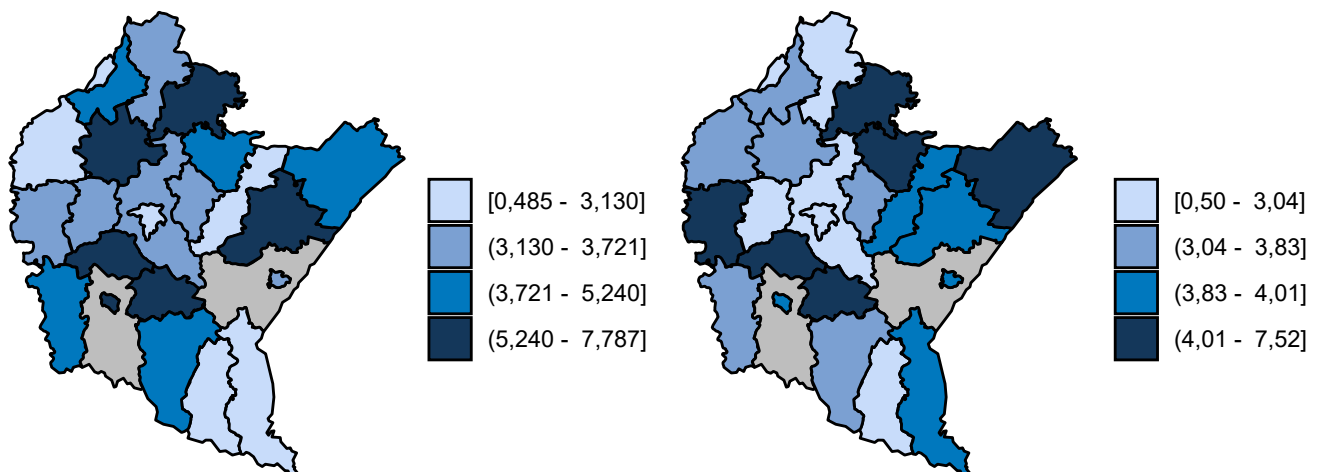 [0,485 - 3,130]
(3,130 - 3,721]
(3,721 - 5,240]
(5,240 - 7,787]
[0,50 - 3,04]
(3,04 - 3,83]
(3,83 - 4,01]
(4,01 - 7,52]